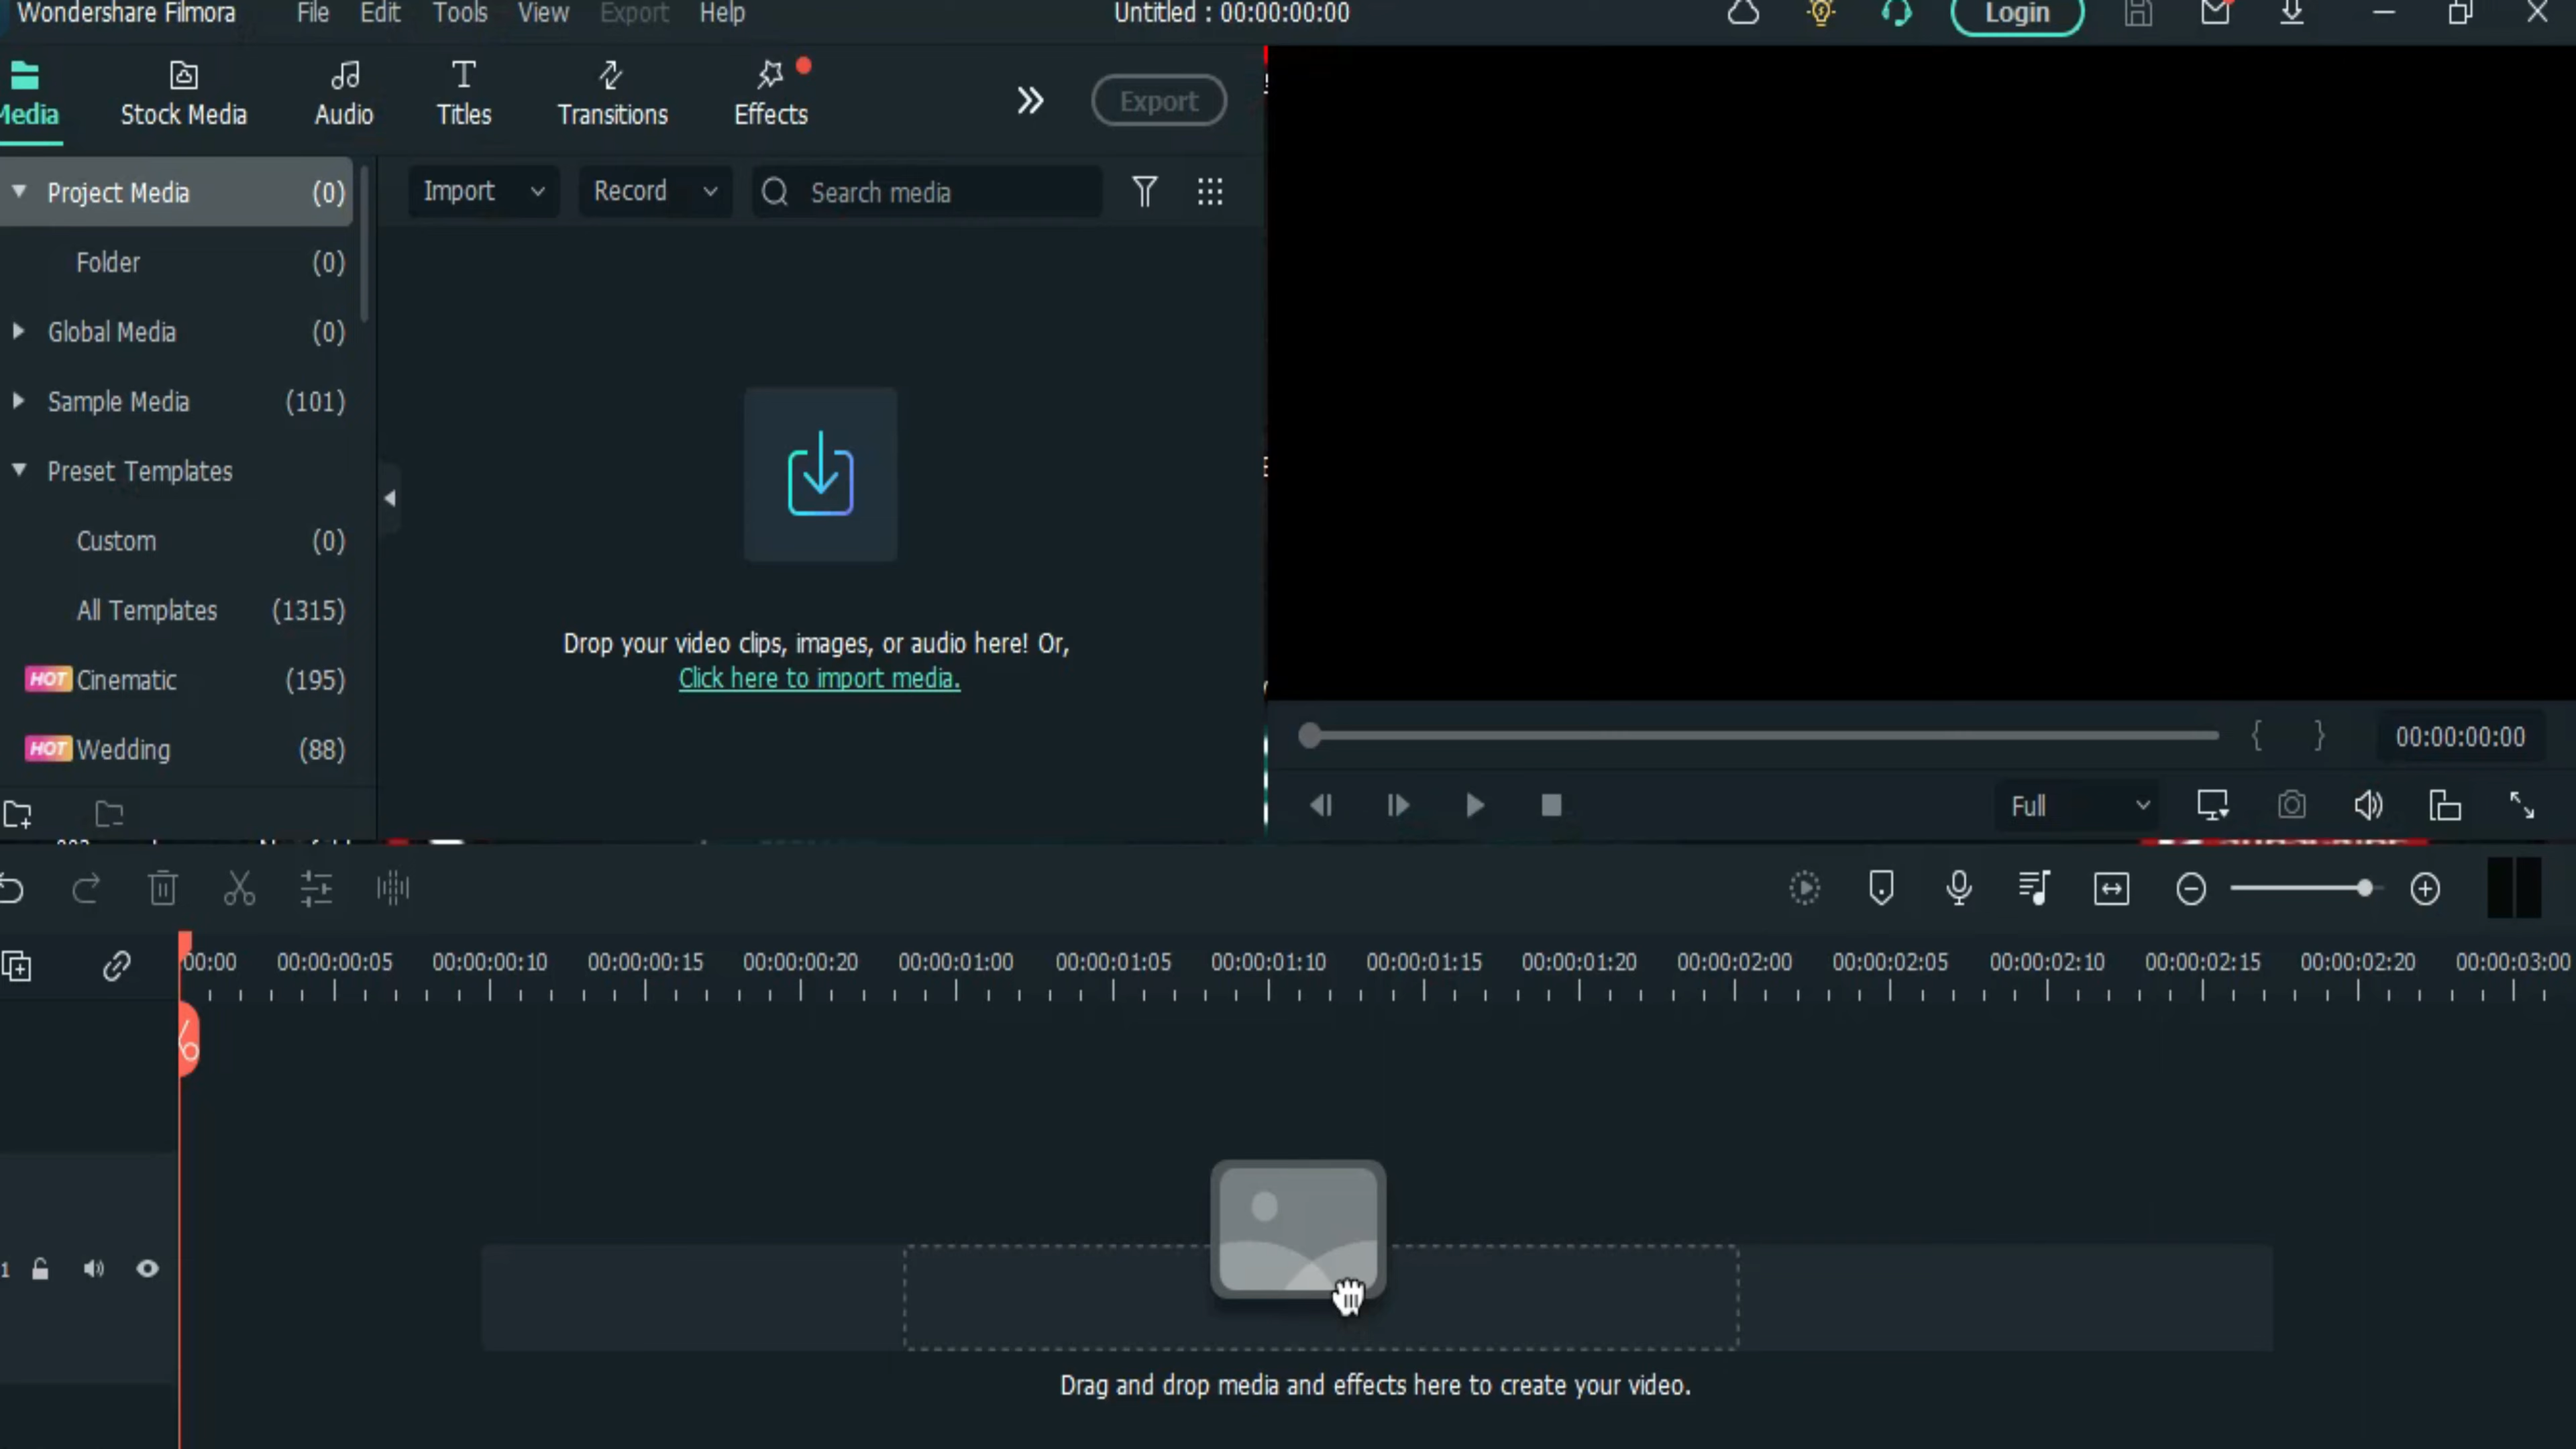 Wondershare Filmora File Edit Tools View Export Help Untitled : 00:00:00:00 Login
Media Stock Media Audio Titles Transitions Effects Export
Project Media (0) Import Record Search media
Folder (0)
Global Media (0)
Sample Media (101)
Preset Templates
Custom (0)
All Templates (1315)
HOT Cinematic (195)
HOT Wedding (88)
Drop your video clips, images, or audio here! Or,
Click here to import media.
{ } 00:00:00:00
Full
00:00 00:00:00:05 00:00:00:10 00:00:00:15 00:00:00:20 00:00:01:00 00:00:01:05 00:00:01:10 00:00:01:15 00:00:01:20 00:00:02:00 00:00:02:05 00:00:02:10 00:00:02:15 00:00:02:20 00:00:03:00
1
Drag and drop media and effects here to create your video.